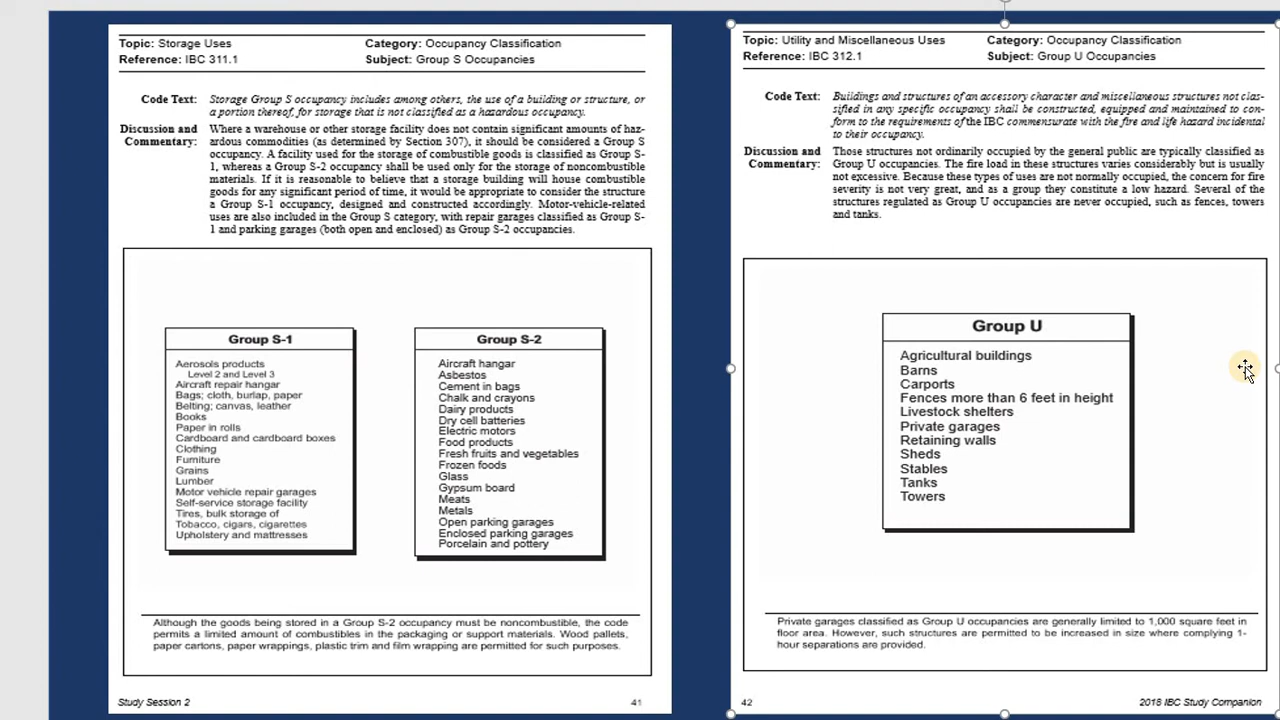 Topic: Storage Uses
Category: Occupancy Classification
Reference: IBC 311.1
Subject: Group S Occupancies
Code Text: Storage Group S occupancy includes among others, the use of a building or structure, or
a portion thereof, for storage that is not classified as a hazardous occupancy.
Discussion and Where a warehouse or other storage facility does not contain significant amounts of haz-
Commentary: ardous commodities (as determined by Section 307), it should be considered a Group S
occupancy. A facility used for the storage of combustible goods is classified as Group S-
1, whereas a Group S-2 occupancy shall be used only for the storage of noncombustible
materials. If it is reasonable to believe that a storage building will house combustible
goods for any significant period of time, it would be appropriate to consider the structure
a Group S-1 occupancy, designed and constructed accordingly. Motor-vehicle-related
uses are also included in the Group S category, with repair garages classified as Group S-
1 and parking garages (both open and enclosed) as Group S-2 occupancies.
Group S-1
Aerosols products
Level 2 and Level 3
Aircraft repair hangar
Bags; cloth, burlap, paper
Belting; canvas, leather
Books
Paper in rolls
Cardboard and cardboard boxes
Clothing
Furniture
Grains
Lumber
Motor vehicle repair garages
Self-service storage facility
Tires, bulk storage of
Tobacco, cigars, cigarettes
Upholstery and mattresses
Group S-2
Aircraft hangar
Asbestos
Cement in bags
Chalk and crayons
Dairy products
Dry cell batteries
Electric motors
Food products
Fresh fruits and vegetables
Frozen foods
Glass
Gypsum board
Meats
Metals
Open parking garages
Enclosed parking garages
Porcelain and pottery
Although the goods being stored in a Group S-2 occupancy must be noncombustible, the code
permits a limited amount of combustibles in the packaging or support materials. Wood pallets,
paper cartons, paper wrappings, plastic trim and film wrapping are permitted for such purposes.
Study Session 2
41
Topic: Utility and Miscellaneous Uses
Category: Occupancy Classification
Reference: IBC 312.1
Subject: Group U Occupancies
Code Text: Buildings and structures of an accessory character and miscellaneous structures not clas-
sified in any specific occupancy shall be constructed, equipped and maintained to con-
form to the requirements of the IBC commensurate with the fire and life hazard incidental
to their occupancy.
Discussion and Those structures not ordinarily occupied by the general public are typically classified as
Commentary: Group U occupancies. The fire load in these structures varies considerably but is usually
not excessive. Because these types of uses are not normally occupied, the concern for fire
severity is not very great, and as a group they constitute a low hazard. Several of the
structures regulated as Group U occupancies are never occupied, such as fences, towers
and tanks.
Group U
Agricultural buildings
Barns
Carports
Fences more than 6 feet in height
Livestock shelters
Private garages
Retaining walls
Sheds
Stables
Tanks
Towers
Private garages classified as Group U occupancies are generally limited to 1,000 square feet in
floor area. However, such structures are permitted to be increased in size where complying 1-
hour separations are provided.
42
2018 IBC Study Companion